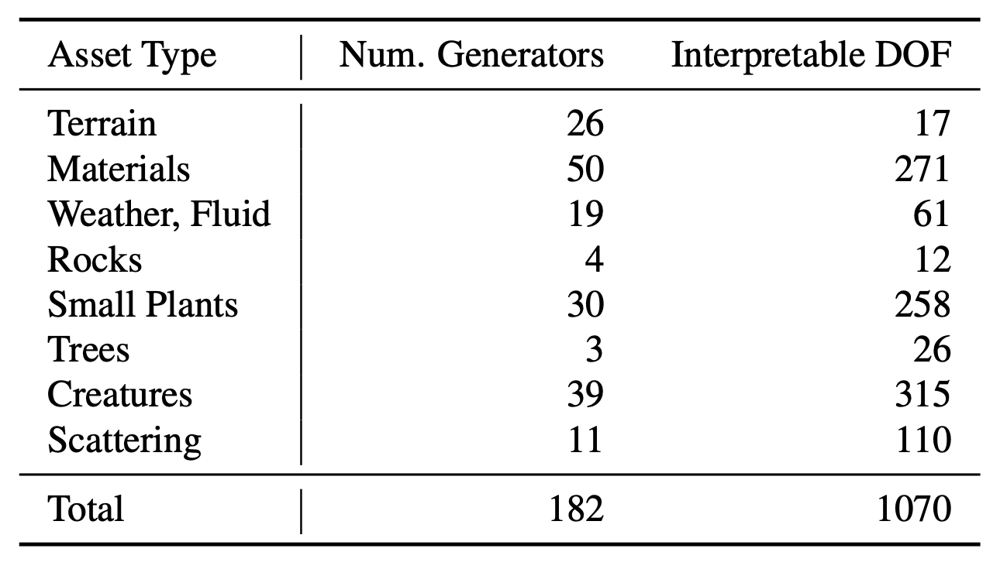 Asset Type Num. Generators Interpretable DOF
Terrain 26 17
Materials 50 271
Weather, Fluid 19 61
Rocks 4 12
Small Plants 30 258
Trees 3 26
Creatures 39 315
Scattering 11 110
Total 182 1070